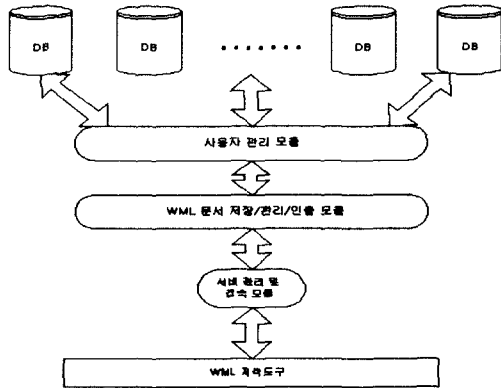 DB
DB
DB
DB
사용자 관리 모듈
WML 문서 저장/관리/인출 모듈
서버 관리 및
접속 모듈
WML 저작도구